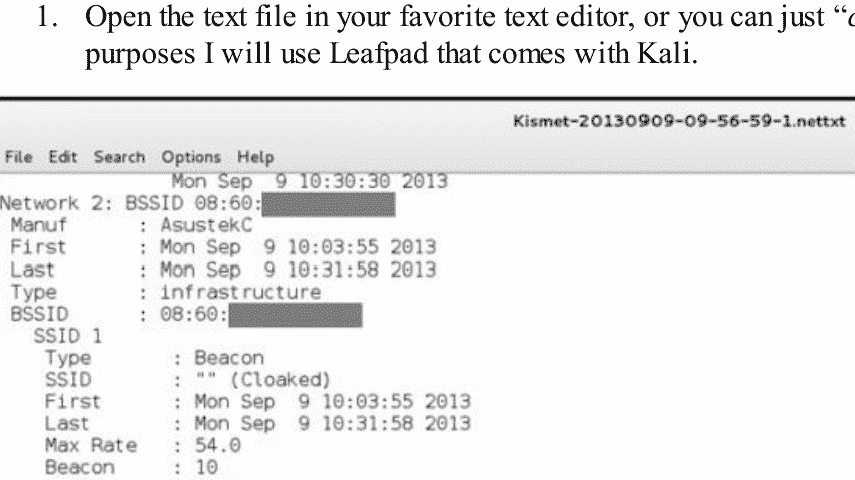 1. Open the text file in your favorite text editor, or you can just “c
purposes I will use Leafpad that comes with Kali.
Kismet-20130909-09-56-59-1.nettxt
File Edit Search Options Help
Mon Sep  9 10:30:30 2013
Network 2: BSSID 08:60:
Manuf      : AsustekC
First      : Mon Sep  9 10:03:55 2013
Last       : Mon Sep  9 10:31:58 2013
Type       : infrastructure
BSSID      : 08:60:
SSID 1
Type       : Beacon
SSID       : "" (Cloaked)
First      : Mon Sep  9 10:03:55 2013
Last       : Mon Sep  9 10:31:58 2013
Max Rate   : 54.0
Beacon     : 10